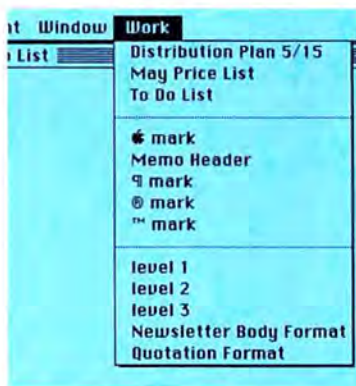 nt Window Work
o List
Distribution Plan 5/15
May Price List
To Do List
 mark
Memo Header
¶ mark
® mark
™ mark
level 1
level 2
level 3
Newsletter Body Format
Quotation Format